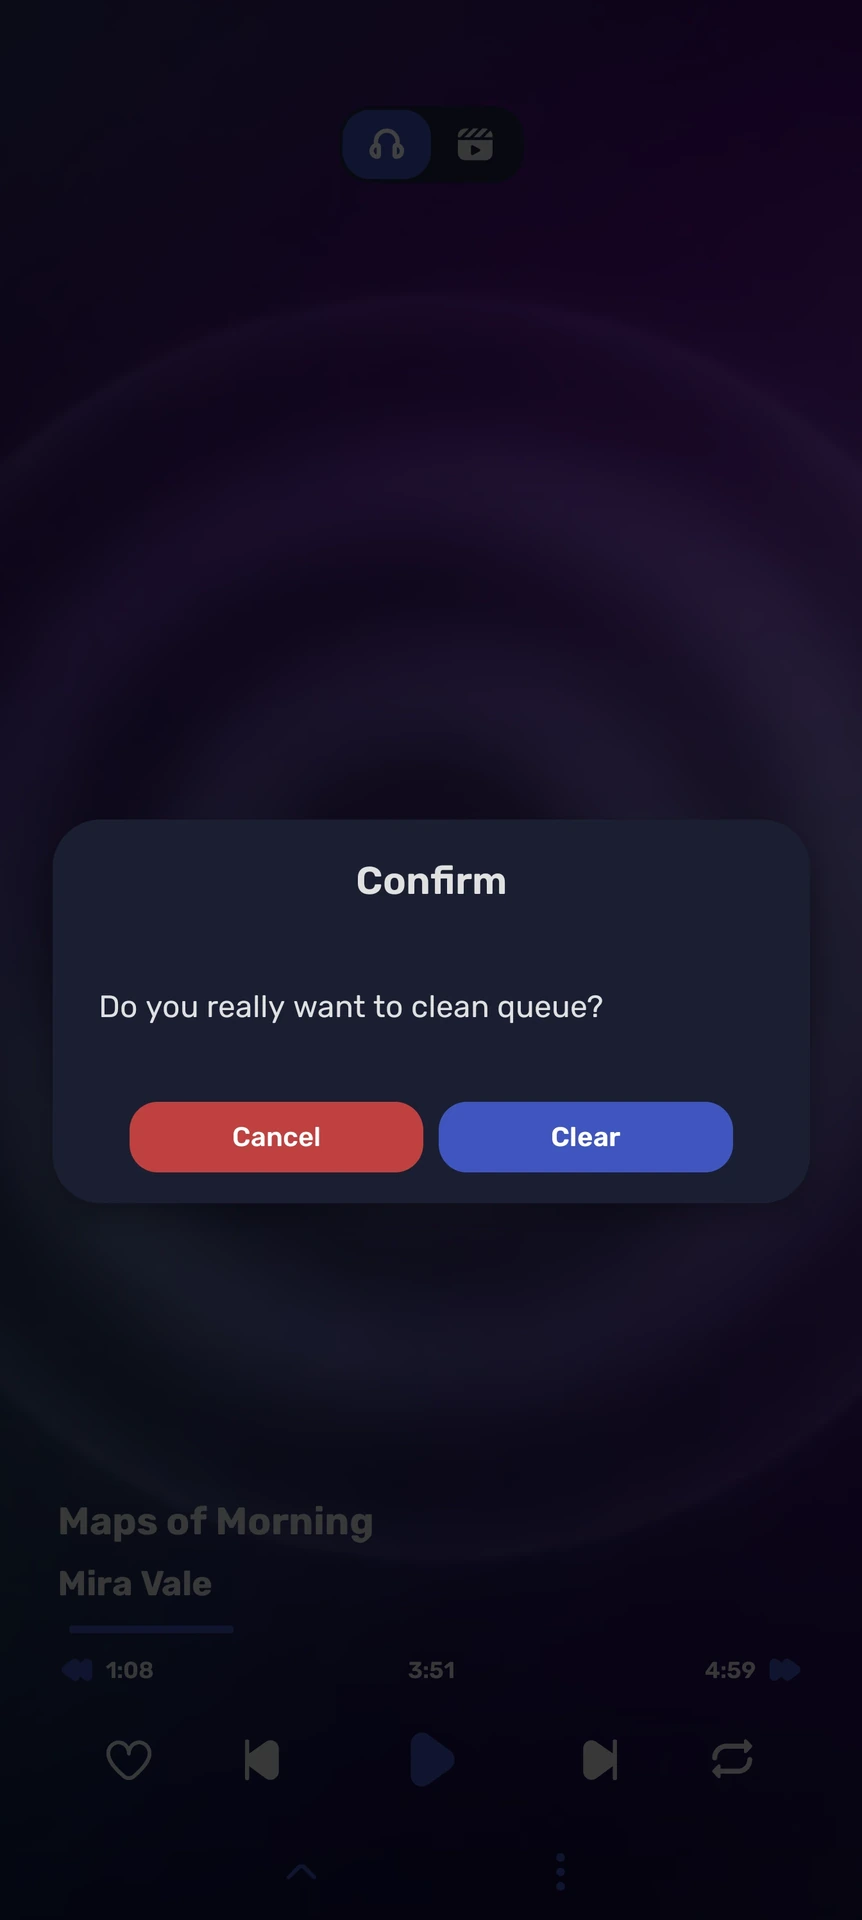 Confirm
Do you really want to clean queue?
Cancel Clear
Maps of Morning
Mira Vale
1:08 3:51 4:59